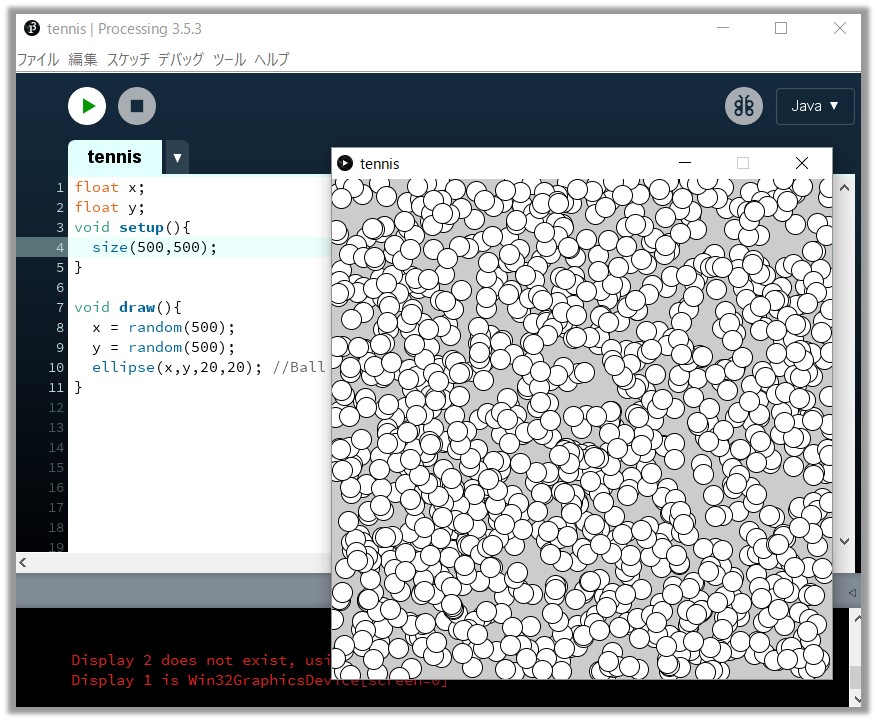 tennis | Processing 3.5.3
ファイル 編集 スケッチ デバッグ ツール ヘルプ
Java ▼
tennis ▼
tennis
1 float x;
2 float y;
3 void setup(){
4 size(500,500);
5 }
6
7 void draw(){
8 x = random(500);
9 y = random(500);
10 ellipse(x,y,20,20); //Ball
11 }
12
13
14
15
16
17
18
19
Display 2 does not exist, usi
Display 1 is Win32GraphicsDevice[screen=0]